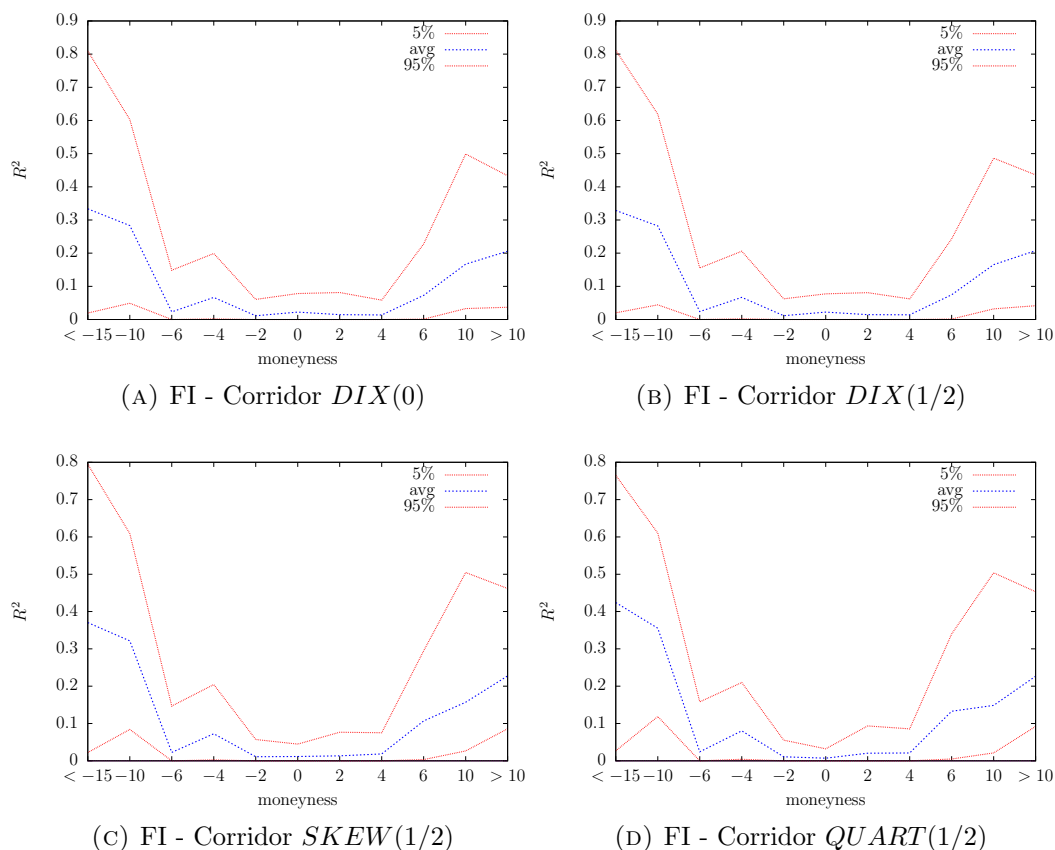 0.9
0.8
0.7
0.6
0.5
0.4
0.3
0.2
0.1
0
R²
5%
avg
95%
< −15 −10 −6 −4 −2 0 2 4 6 10 > 10
moneyness
(A) FI - Corridor DIX(0)
0.9
0.8
0.7
0.6
0.5
0.4
0.3
0.2
0.1
0
R²
5%
avg
95%
< −15 −10 −6 −4 −2 0 2 4 6 10 > 10
moneyness
(B) FI - Corridor DIX(1/2)
0.8
0.7
0.6
0.5
0.4
0.3
0.2
0.1
0
R²
5%
avg
95%
< −15 −10 −6 −4 −2 0 2 4 6 10 > 10
moneyness
(C) FI - Corridor SKEW(1/2)
0.8
0.7
0.6
0.5
0.4
0.3
0.2
0.1
0
R²
5%
avg
95%
< −15 −10 −6 −4 −2 0 2 4 6 10 > 10
moneyness
(D) FI - Corridor QUART(1/2)